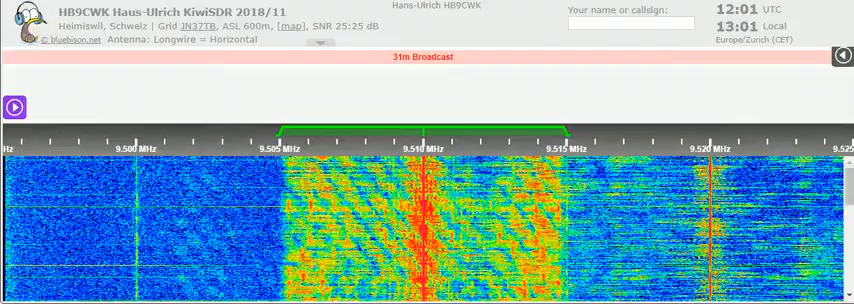 HB9CWK Haus-Ulrich KiwiSDR 2018/11
Heimiswil, Schweiz | Grid JN37TB, ASL 600m, [map], SNR 25:25 dB
© bluebison.net Antenna: Longwire = Horizontal
Hans-Ulrich HB9CWK
Your name or callsign:
12:01 UTC
13:01 Local
Europe/Zurich (CET)
31m Broadcast
Hz 9.500 MHz 9.505 MHz 9.510 MHz 9.515 MHz 9.520 MHz 9.525